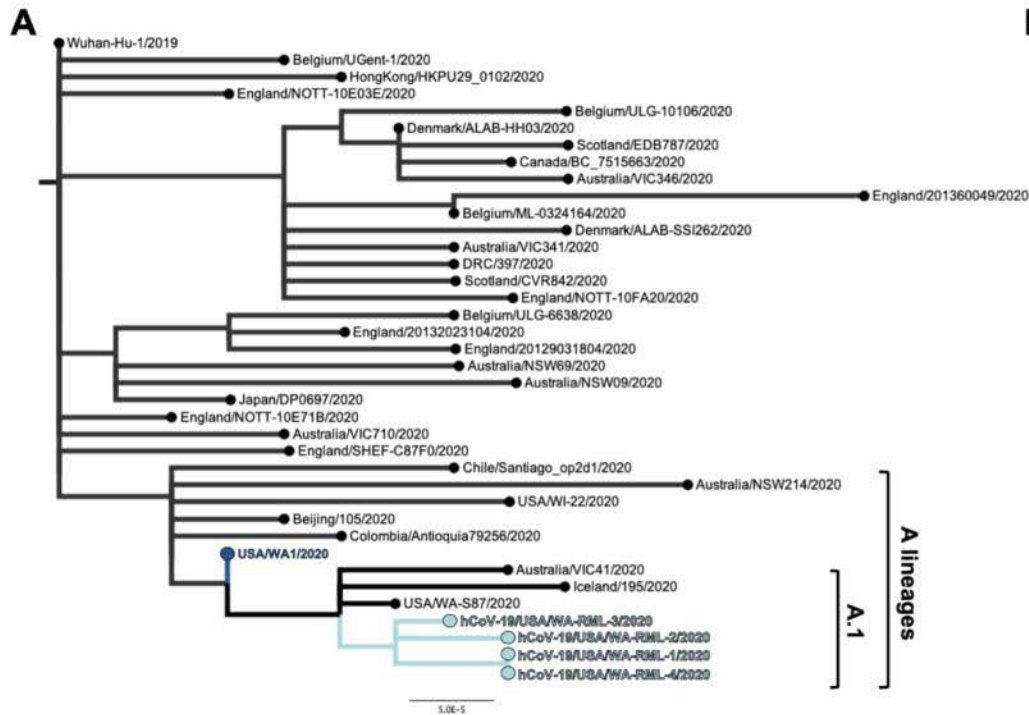 A
Wuhan-Hu-1/2019
Belgium/UGent-1/2020
HongKong/HKPU29_0102/2020
England/NOTT-10E03E/2020
Belgium/ULG-10106/2020
Denmark/ALAB-HH03/2020
Scotland/EDB787/2020
Canada/BC_7515663/2020
Australia/VIC346/2020
England/201360049/2020
Belgium/ML-0324164/2020
Denmark/ALAB-SSI262/2020
Australia/VIC341/2020
DRC/397/2020
Scotland/CVR842/2020
England/NOTT-10FA20/2020
Belgium/ULG-6638/2020
England/20132023104/2020
England/20129031804/2020
Australia/NSW69/2020
Australia/NSW09/2020
Japan/DP0697/2020
England/NOTT-10E71B/2020
Australia/VIC710/2020
England/SHEF-C87F0/2020
Chile/Santiago_op2d1/2020
Australia/NSW214/2020
USA/WI-22/2020
Beijing/105/2020
Colombia/Antioquia79256/2020
USA/WA1/2020
Australia/VIC41/2020
Iceland/195/2020
USA/WA-S87/2020
hCoV-19/USA/WA-RML-3/2020
hCoV-19/USA/WA-RML-2/2020
hCoV-19/USA/WA-RML-1/2020
hCoV-19/USA/WA-RML-4/2020
A.1
A lineages
5.0E-5